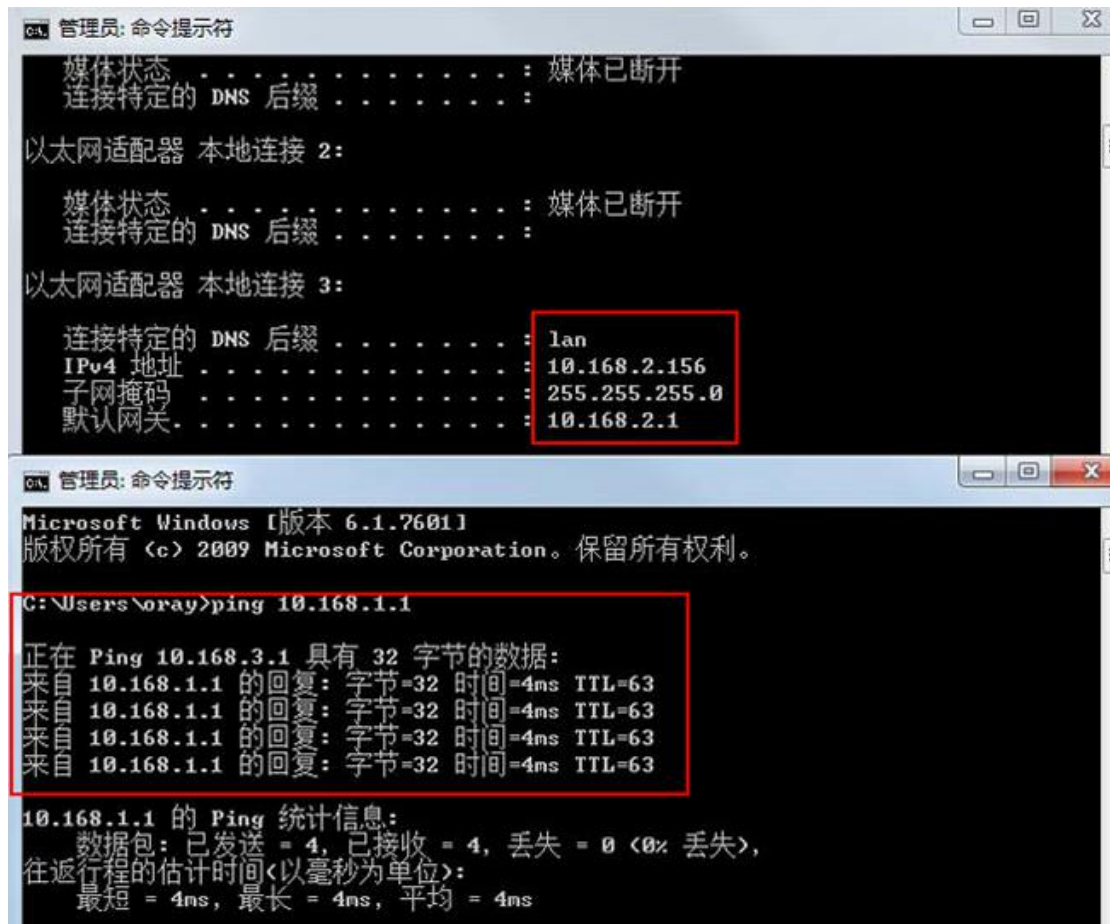 管理员: 命令提示符
媒体状态 . . . . . . . . . . . . : 媒体已断开
连接特定的 DNS 后缀 . . . . . . . :
以太网适配器 本地连接 2:
媒体状态 . . . . . . . . . . . . : 媒体已断开
连接特定的 DNS 后缀 . . . . . . . :
以太网适配器 本地连接 3:
连接特定的 DNS 后缀 . . . . . . . : lan
IPv4 地址 . . . . . . . . . . . . : 10.168.2.156
子网掩码 . . . . . . . . . . . . : 255.255.255.0
默认网关. . . . . . . . . . . . . : 10.168.2.1
管理员: 命令提示符
Microsoft Windows [版本 6.1.7601]
版权所有 (c) 2009 Microsoft Corporation。保留所有权利。
C:\Users\oray>ping 10.168.1.1
正在 Ping 10.168.3.1 具有 32 字节的数据:
来自 10.168.1.1 的回复: 字节=32 时间=4ms TTL=63
来自 10.168.1.1 的回复: 字节=32 时间=4ms TTL=63
来自 10.168.1.1 的回复: 字节=32 时间=4ms TTL=63
来自 10.168.1.1 的回复: 字节=32 时间=4ms TTL=63
10.168.1.1 的 Ping 统计信息:
数据包: 已发送 = 4, 已接收 = 4, 丢失 = 0 (0% 丢失),
往返行程的估计时间(以毫秒为单位):
最短 = 4ms, 最长 = 4ms, 平均 = 4ms